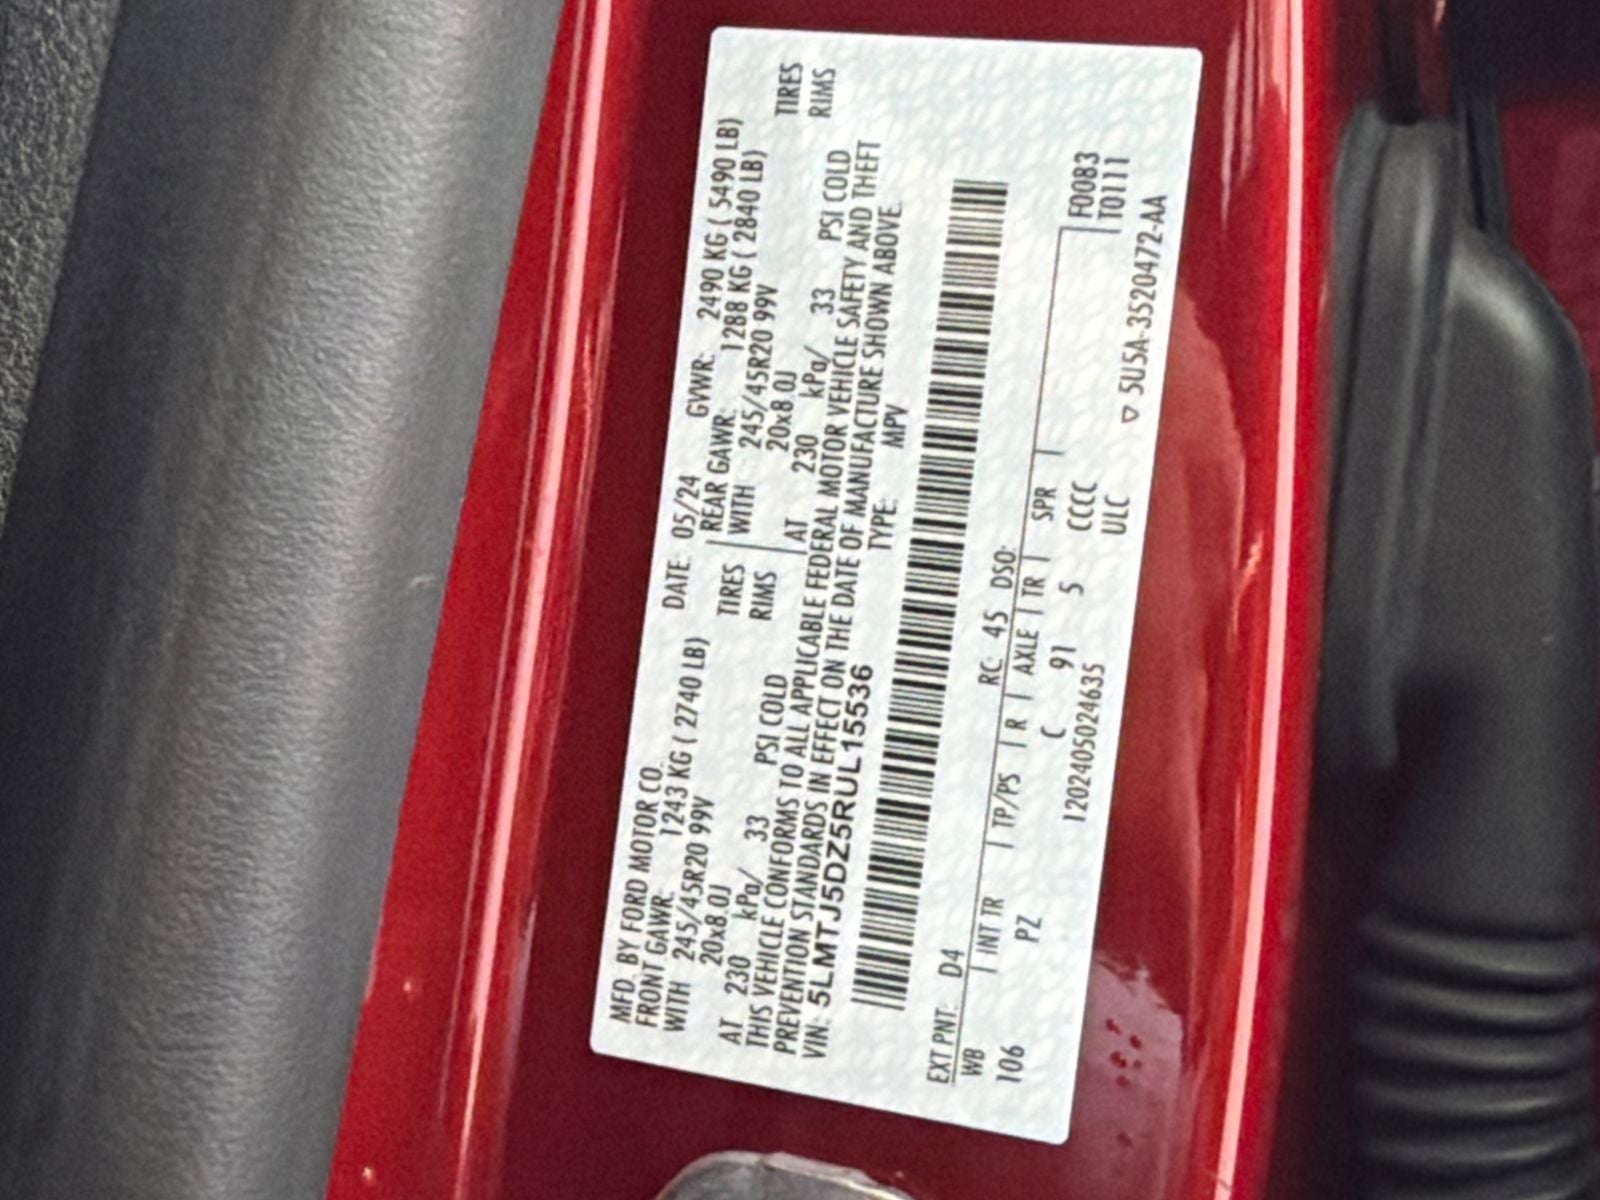 MFD. BY FORD MOTOR CO. DATE: 05/24 GVWR: 2490 KG ( 5490 LB)
FRONT GAWR: 1243 KG ( 2740 LB) REAR GAWR: 1288 KG ( 2840 LB)
WITH 245/45R20 99V TIRES WITH 245/45R20 99V TIRES
20x8.0J RIMS 20x8.0J RIMS
AT 230 kPa/ 33 PSI COLD AT 230 kPa/ 33 PSI COLD
THIS VEHICLE CONFORMS TO ALL APPLICABLE FEDERAL MOTOR VEHICLE SAFETY AND THEFT
PREVENTION STANDARDS IN EFFECT ON THE DATE OF MANUFACTURE SHOWN ABOVE.
VIN: 5LMTJ5DZ5RUL15536 TYPE: MPV
EXT PNT: D4 RC: 45 DSO: F0083
WB INT TR TP/PS R AXLE TR SPR T0111
106 PZ C 91 5 CCCC
1202405024635 ULC ▽ 5U5A-3520472-AA